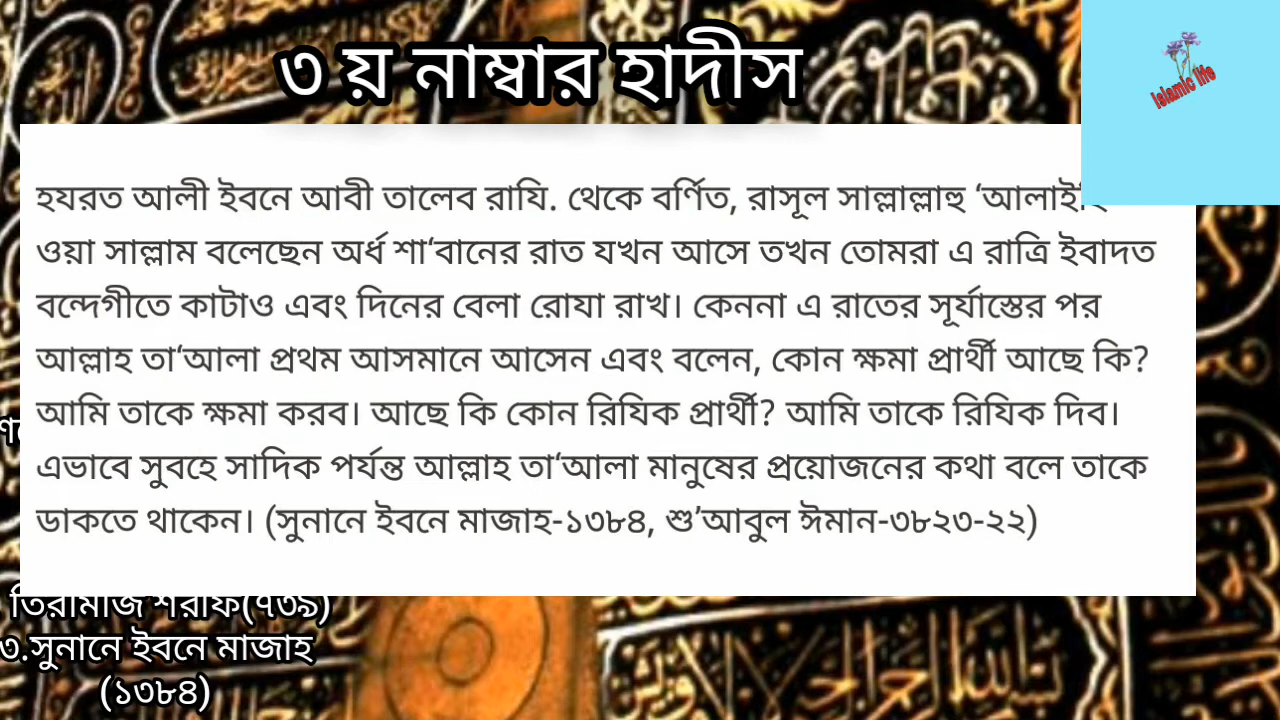 ৩ য় নাম্বার হাদীস
Islamic life
হযরত আলী ইবনে আবী তালেব রাযি. থেকে বর্ণিত, রাসূল সাল্লাল্লাহু ‘আলাইহি
ওয়া সাল্লাম বলেছেন অর্ধ শা‘বানের রাত যখন আসে তখন তোমরা এ রাত্রি ইবাদত
বন্দেগীতে কাটাও এবং দিনের বেলা রোযা রাখ। কেননা এ রাতের সূর্যাস্তের পর
আল্লাহ তা‘আলা প্রথম আসমানে আসেন এবং বলেন, কোন ক্ষমা প্রার্থী আছে কি?
আমি তাকে ক্ষমা করব। আছে কি কোন রিযিক প্রার্থী? আমি তাকে রিযিক দিব।
এভাবে সুবহে সাদিক পর্যন্ত আল্লাহ তা‘আলা মানুষের প্রয়োজনের কথা বলে তাকে
ডাকতে থাকেন। (সুনানে ইবনে মাজাহ-১৩৮৪, শু’আবুল ঈমান-৩৮২৩-২২)
তিরমিজি শরীফ(৭৩৯)
৩.সুনানে ইবনে মাজাহ
(১৩৮৪)